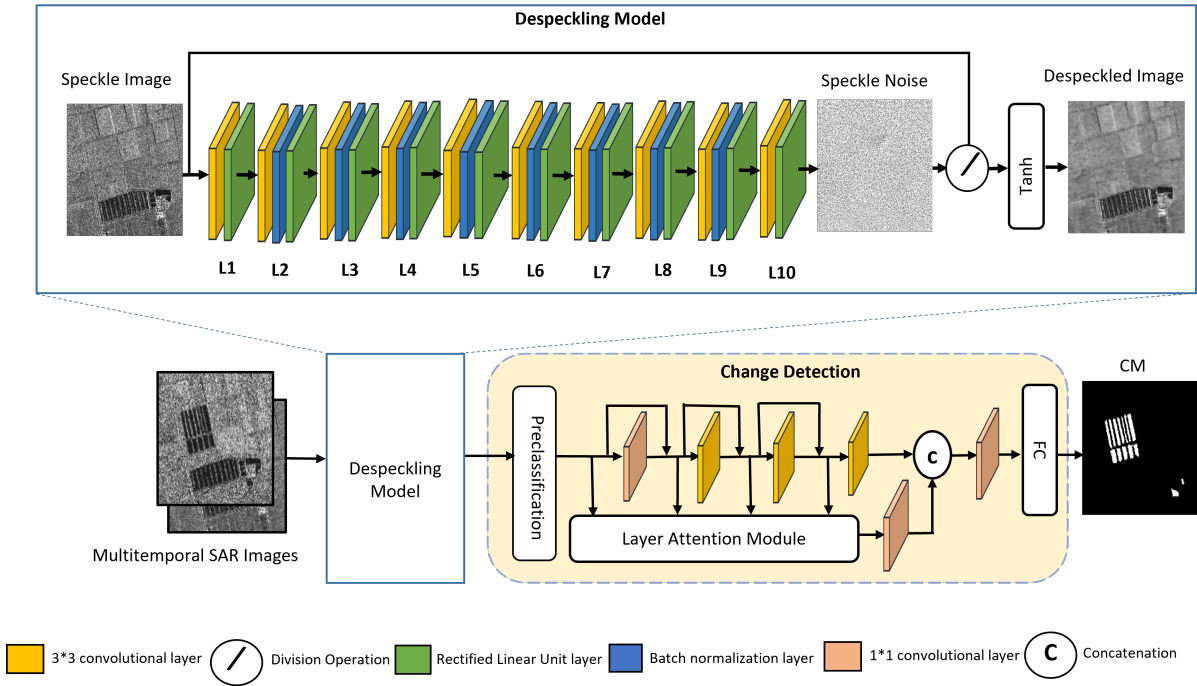 Despeckling Model
Speckle Image
Speckle Noise
Despeckled Image
Tanh
L1
L2
L3
L4
L5
L6
L7
L8
L9
L10
Change Detection
CM
Preclassification
Despeckling
Model
C
FC
Layer Attention Module
Multitemporal SAR Images
3*3 convolutional layer
Division Operation
Rectified Linear Unit layer
Batch normalization layer
1*1 convolutional layer
C
Concatenation